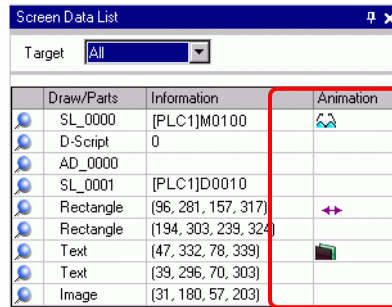 Screen Data List
Target All
Draw/Parts Information Animation
SL_0000 [PLC1]M0100
D-Script 0
AD_0000
SL_0001 [PLC1]D0010
Rectangle (96, 281, 157, 317)
Rectangle (194, 303, 239, 324)
Text (47, 332, 78, 339)
Text (39, 296, 70, 303)
Image (31, 180, 57, 203)